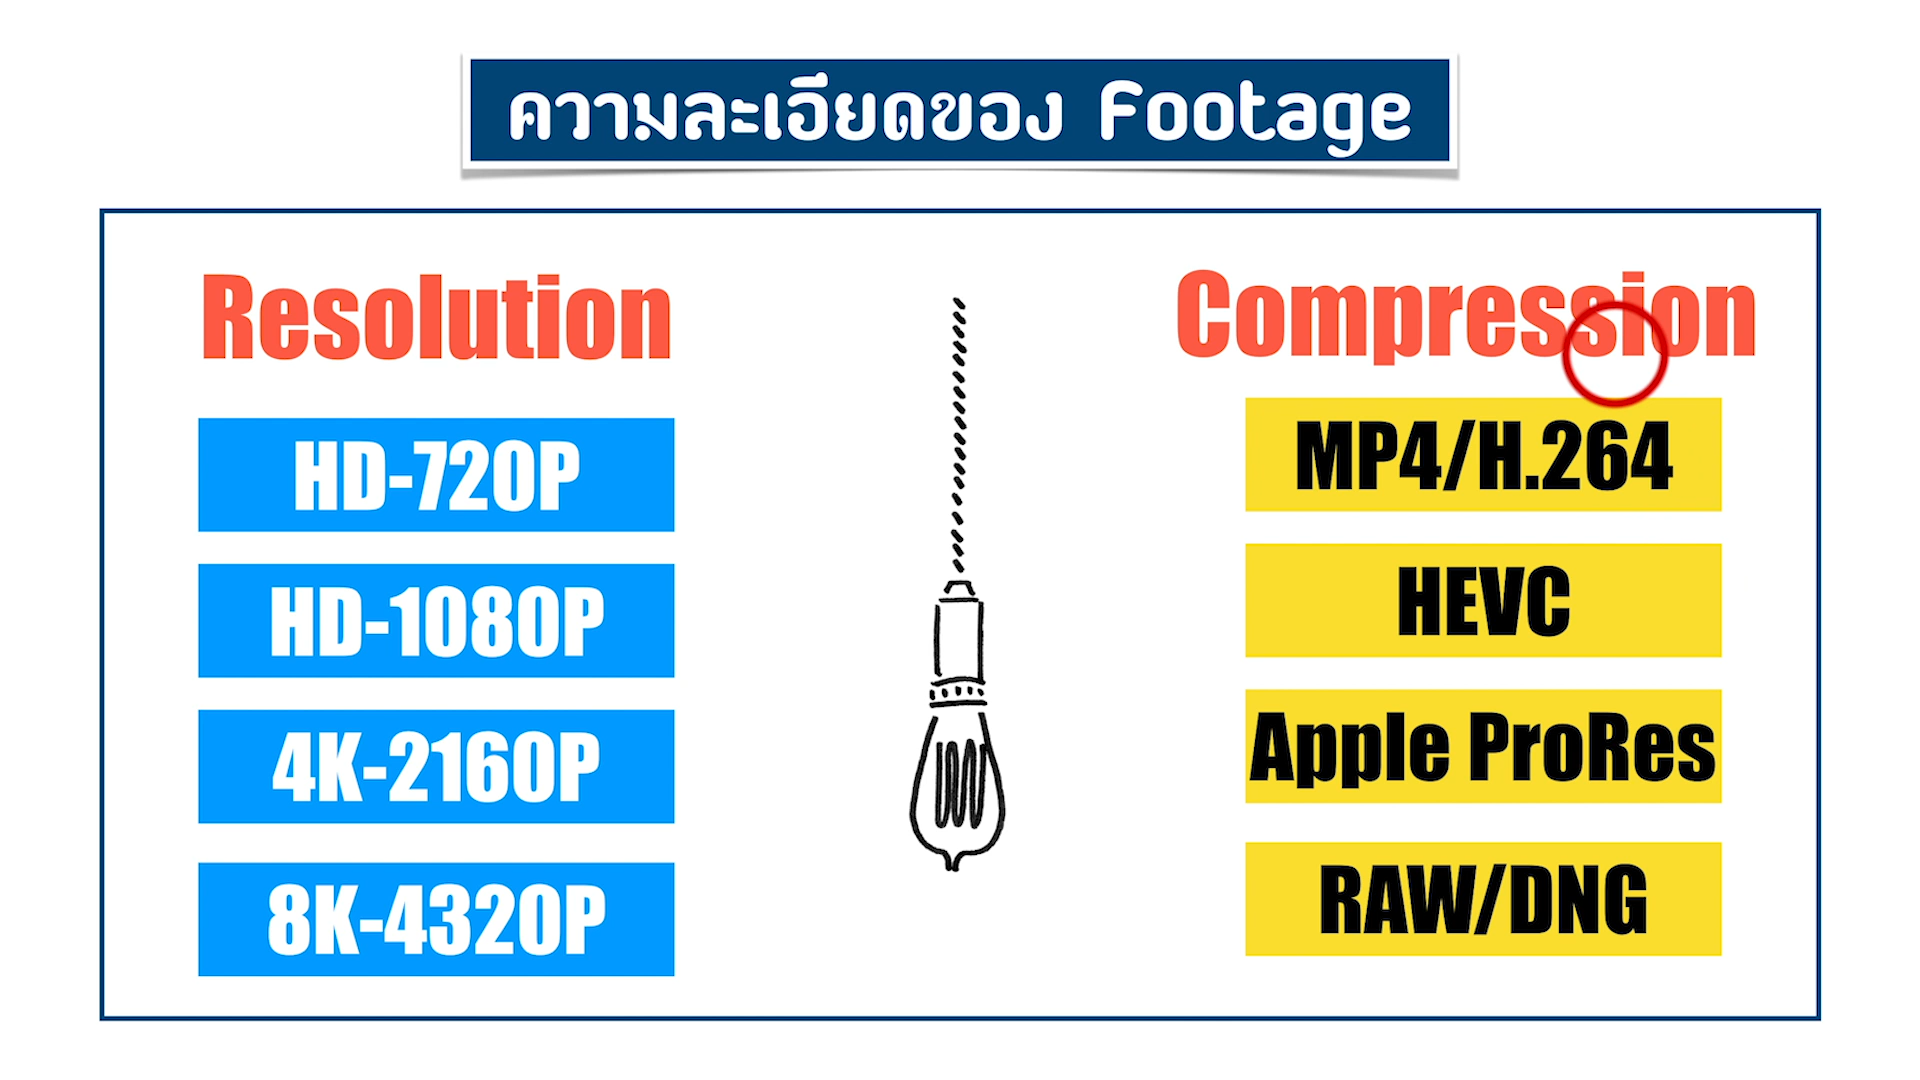 ความละเอียดของ Footage
Resolution
HD-720P
HD-1080P
4K-2160P
8K-4320P
Compression
MP4/H.264
HEVC
Apple ProRes
RAW/DNG